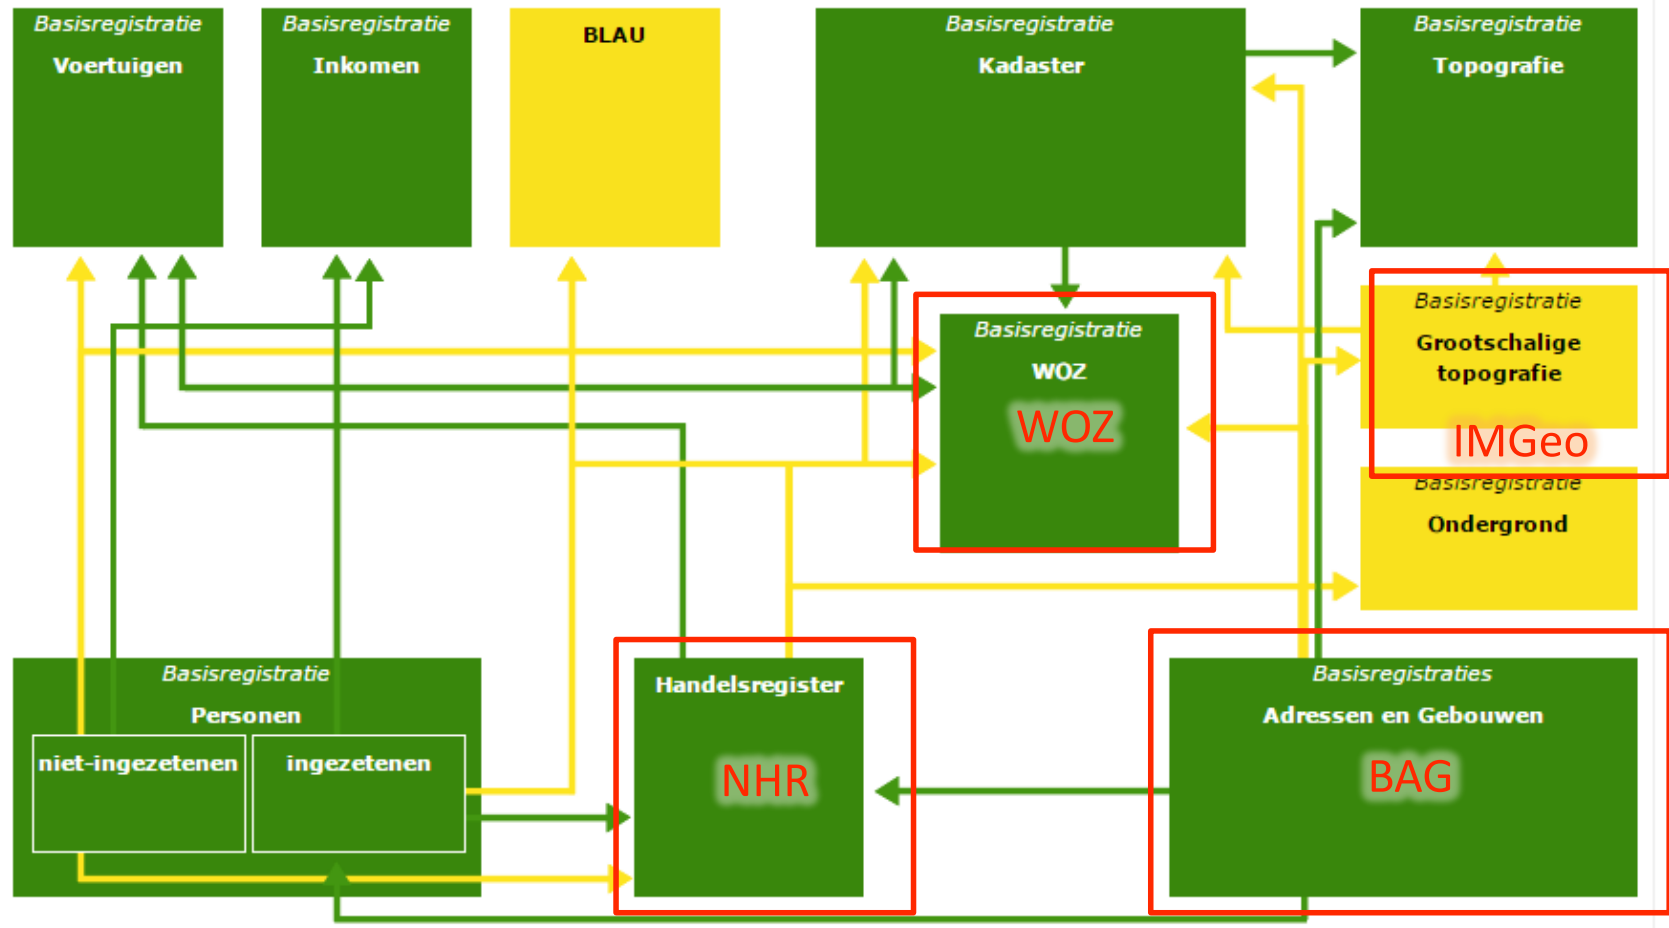 Basisregistratie
Voertuigen
Basisregistratie
Inkomen
BLAU
Basisregistratie
Kadaster
Basisregistratie
Topografie
Basisregistratie
WOZ
WOZ
Basisregistratie
Grootschalige
topografie
IMGeo
Basisregistratie
Ondergrond
Basisregistratie
Personen
niet-ingezetenen
ingezetenen
Handelsregister
NHR
Basisregistraties
Adressen en Gebouwen
BAG